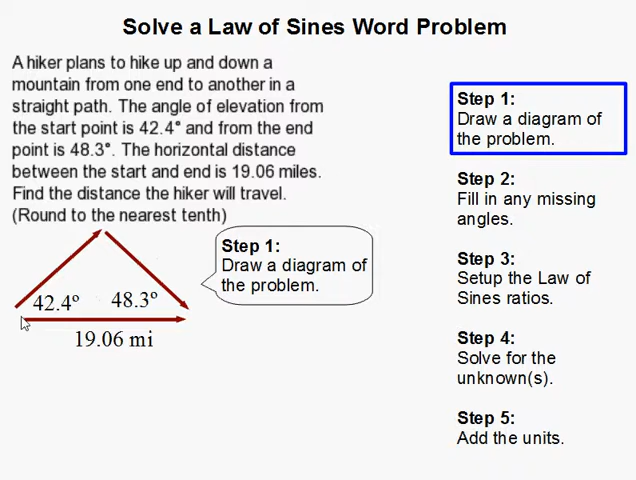 Solve a Law of Sines Word Problem
A hiker plans to hike up and down a
mountain from one end to another in a
straight path. The angle of elevation from
the start point is 42.4° and from the end
point is 48.3°. The horizontal distance
between the start and end is 19.06 miles.
Find the distance the hiker will travel.
(Round to the nearest tenth)
Step 1:
Draw a diagram of
the problem.
42.4º
48.3º
19.06 mi
Step 1:
Draw a diagram of
the problem.
Step 2:
Fill in any missing
angles.
Step 3:
Setup the Law of
Sines ratios.
Step 4:
Solve for the
unknown(s).
Step 5:
Add the units.